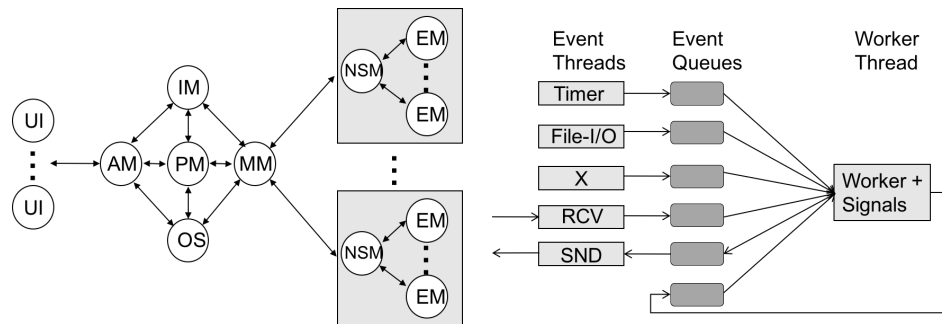 UI
UI
AM
IM
PM
OS
MM
NSM
EM
EM
NSM
EM
EM
Event
Threads
Event
Queues
Worker
Thread
Timer
File-I/O
X
RCV
SND
Worker +
Signals